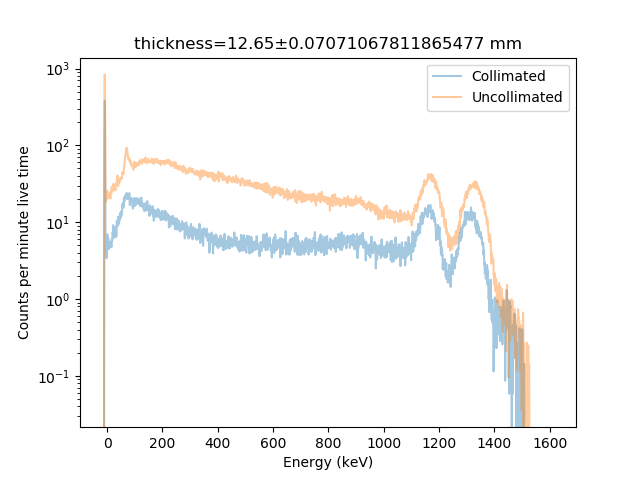 thickness=12.65±0.07071067811865477 mm
Collimated
Uncollimated
Counts per minute live time
10³
10²
10¹
10⁰
10⁻¹
0 200 400 600 800 1000 1200 1400 1600
Energy (keV)